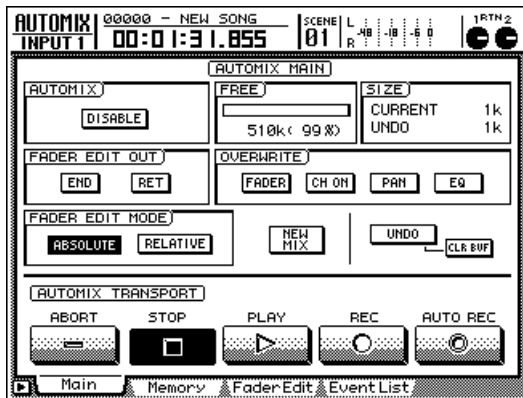 AUTOMIX 00000 - NEW SONG SCENE L 1RTN2
INPUT 1 00:01:31.855 01 R -48 -18 -6 0
AUTOMIX MAIN
AUTOMIX FREE SIZE
DISABLE 510k( 99%) CURRENT 1k
UNDO 1k
FADER EDIT OUT OVERWRITE
END RET FADER CH ON PAN EQ
FADER EDIT MODE
ABSOLUTE RELATIVE NEW MIX UNDO CLR BUF
AUTOMIX TRANSPORT
ABORT STOP PLAY REC AUTO REC
Main Memory Fader Edit Event List